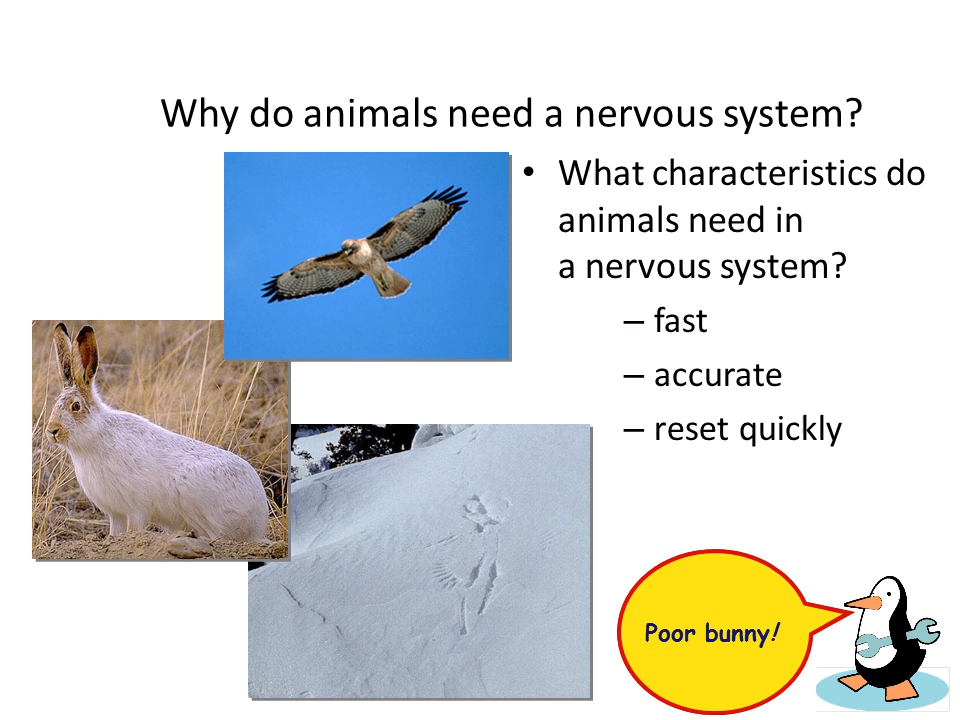 Why do animals need a nervous system?
• What characteristics do
animals need in
a nervous system?
– fast
– accurate
– reset quickly
Poor bunny!